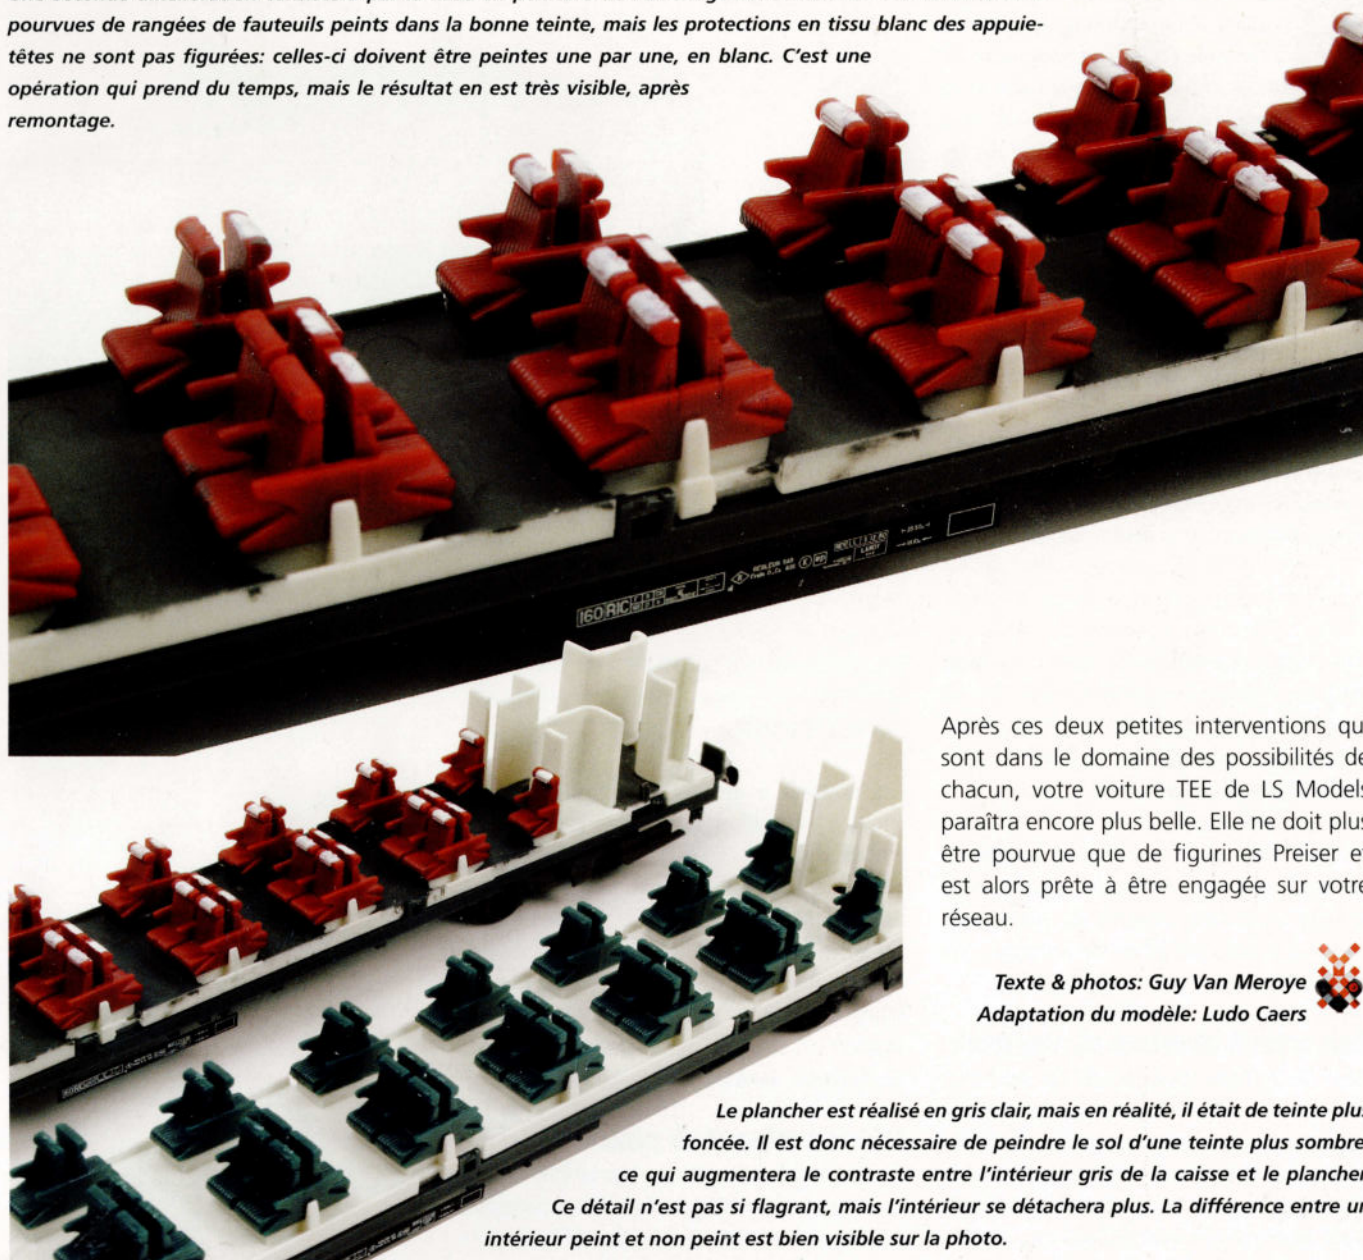 pourvues de rangées de fauteuils peints dans la bonne teinte, mais les protections en tissu blanc des appuie-
têtes ne sont pas figurées: celles-ci doivent être peintes une par une, en blanc. C'est une
opération qui prend du temps, mais le résultat en est très visible, après
remontage.
160 RIC
Après ces deux petites interventions qu
sont dans le domaine des possibilités de
chacun, votre voiture TEE de LS Models
paraîtra encore plus belle. Elle ne doit plus
être pourvue que de figurines Preiser et
est alors prête à être engagée sur votre
réseau.
Texte & photos: Guy Van Meroye
Adaptation du modèle: Ludo Caers
Le plancher est réalisé en gris clair, mais en réalité, il était de teinte plus
foncée. Il est donc nécessaire de peindre le sol d'une teinte plus sombre
ce qui augmentera le contraste entre l'intérieur gris de la caisse et le plancher
Ce détail n'est pas si flagrant, mais l'intérieur se détachera plus. La différence entre un
intérieur peint et non peint est bien visible sur la photo.